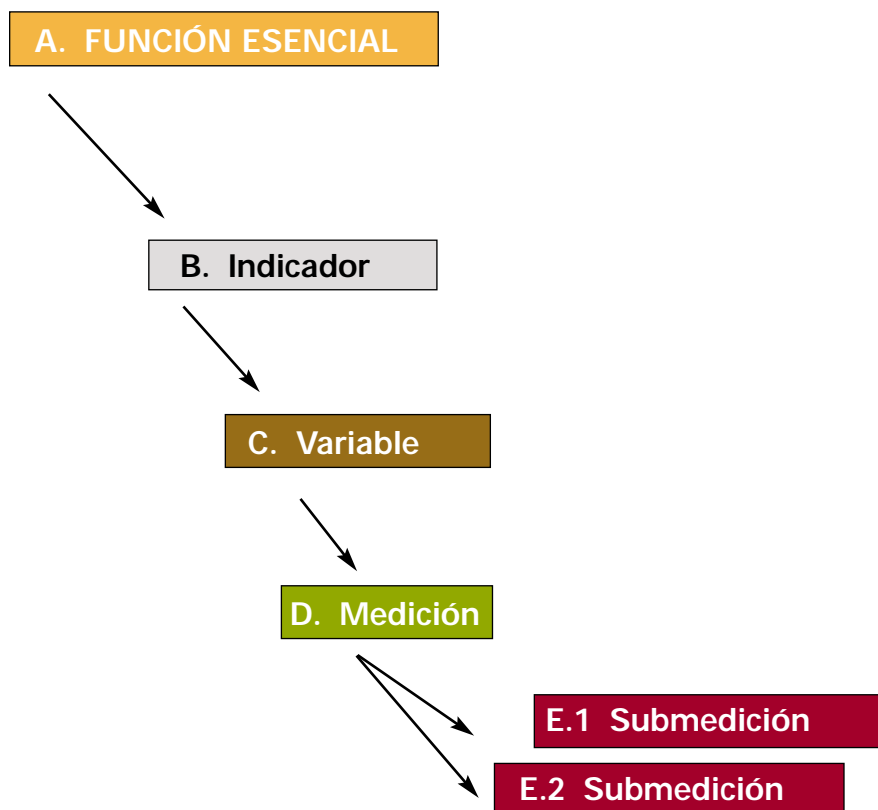 A. FUNCIÓN ESENCIAL
B. Indicador
C. Variable
D. Medición
E.1 Submedición
E.2 Submedición